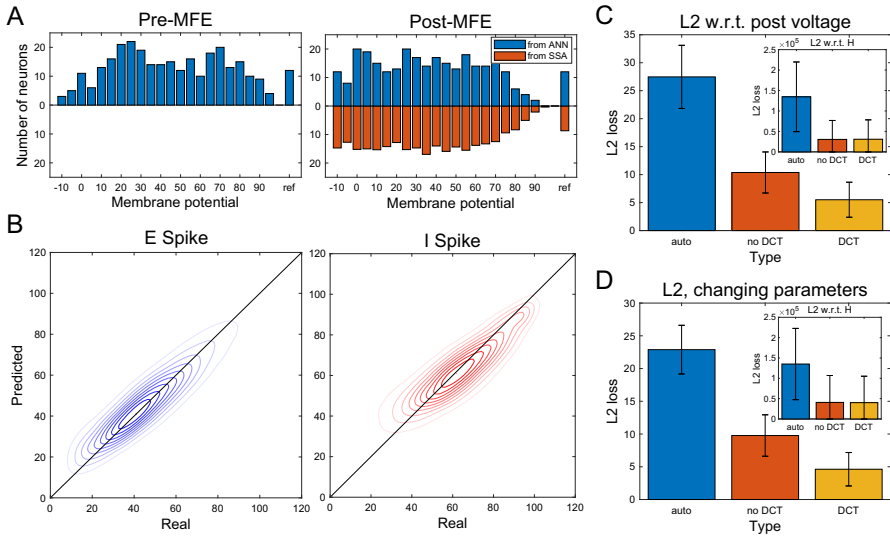 A
Pre-MFE
Number of neurons
20
10
0
10
20
-10 0 10 20 30 40 50 60 70 80 90 ref
Membrane potential
Post-MFE
from ANN
from SSA
20
10
0
10
20
-10 0 10 20 30 40 50 60 70 80 90 ref
Membrane potential
B
E Spike
Predicted
120
100
80
60
40
20
0
0 20 40 60 80 100 120
Real
I Spike
120
100
80
60
40
20
0
0 20 40 60 80 100 120
Real
C
L2 w.r.t. post voltage
L2 loss
35
30
25
20
15
10
5
0
auto no DCT DCT
Type
L2 w.r.t. H
×10⁵
L2 loss
2.5
2
1.5
1
0.5
0
auto no DCT DCT
D
L2, changing parameters
L2 loss
30
25
20
15
10
5
0
auto no DCT DCT
Type
L2 w.r.t. H
×10⁵
L2 loss
2.5
2
1.5
1
0.5
0
auto no DCT DCT